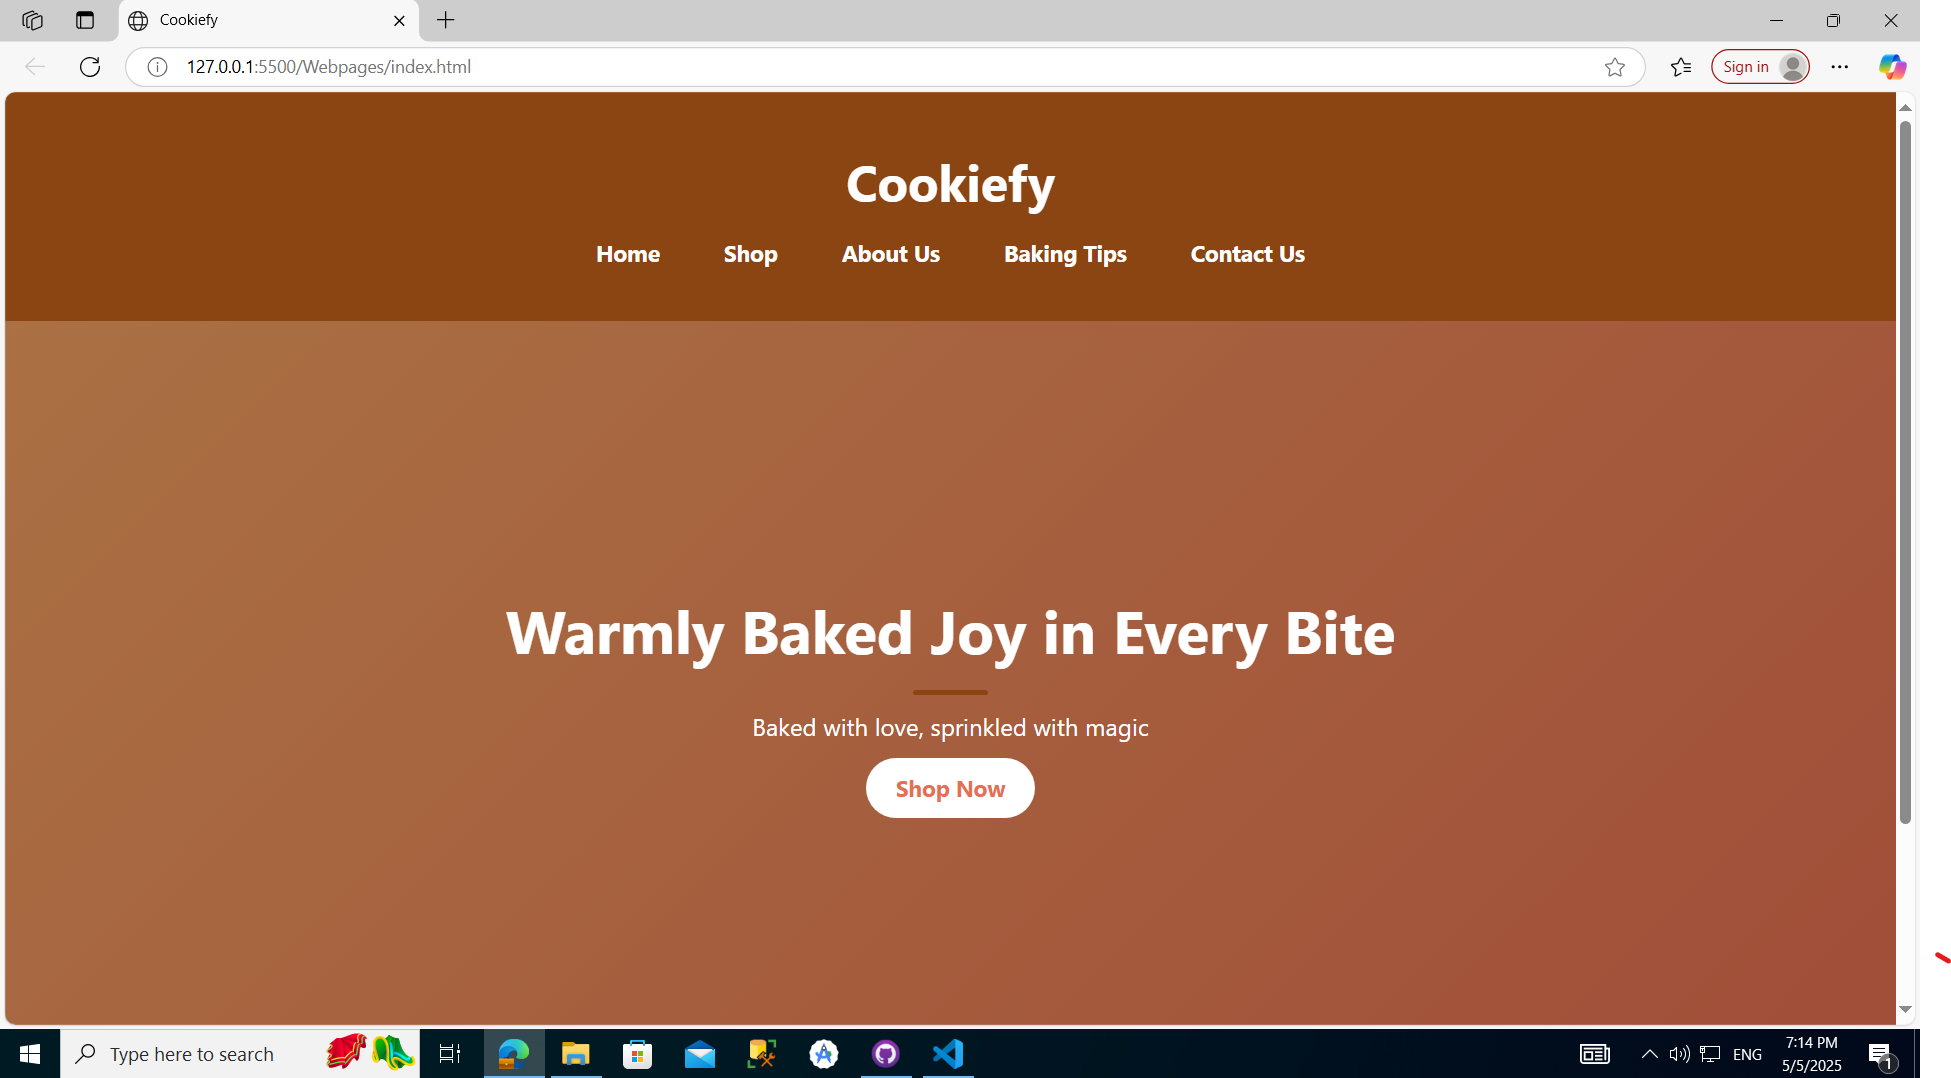 Cookiefy
127.0.0.1:5500/Webpages/index.html
Sign in
Cookiefy
Home Shop About Us Baking Tips Contact Us
Warmly Baked Joy in Every Bite
Baked with love, sprinkled with magic
Shop Now
Type here to search
ENG
7:14 PM
5/5/2025
1